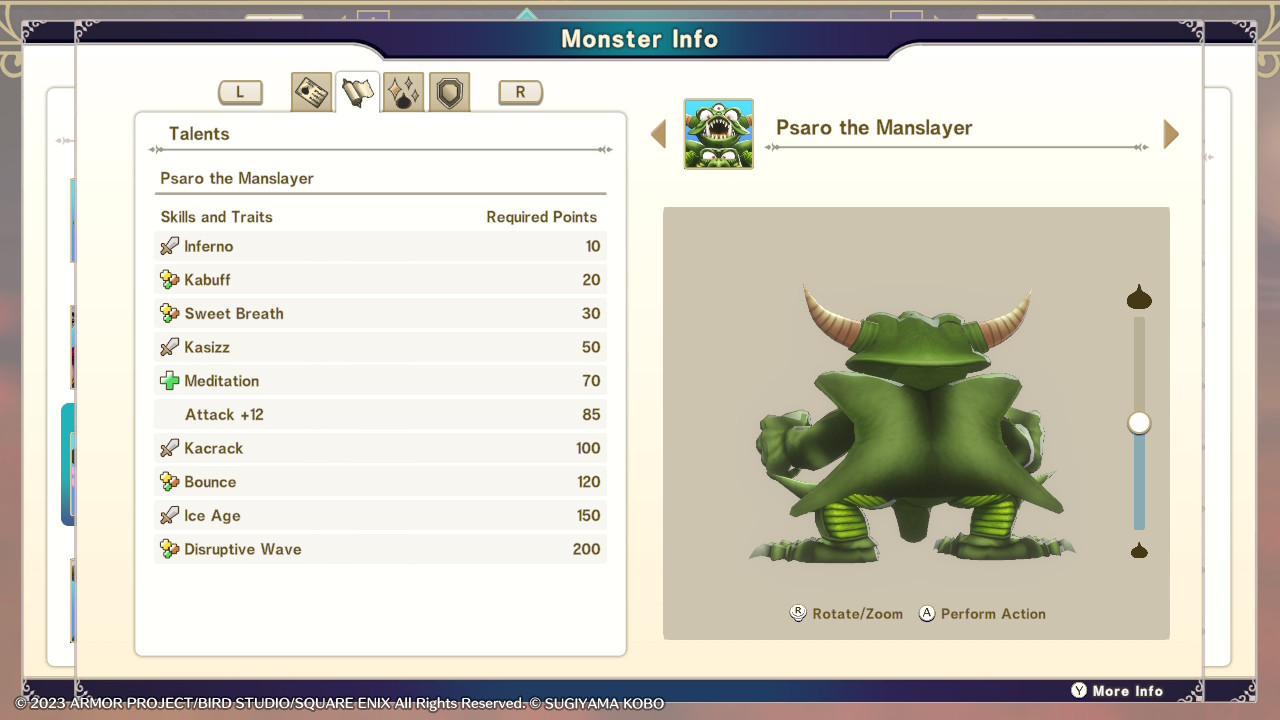 Monster Info
L
R
Talents
Psaro the Manslayer
Psaro the Manslayer
Skills and Traits Required Points
Inferno 10
Kabuff 20
Sweet Breath 30
Kasizz 50
Meditation 70
Attack +12 85
Kacrack 100
Bounce 120
Ice Age 150
Disruptive Wave 200
R Rotate/Zoom A Perform Action
Y More Info
© 2023 ARMOR PROJECT/BIRD STUDIO/SQUARE ENIX All Rights Reserved. © SUGIYAMA KOBO